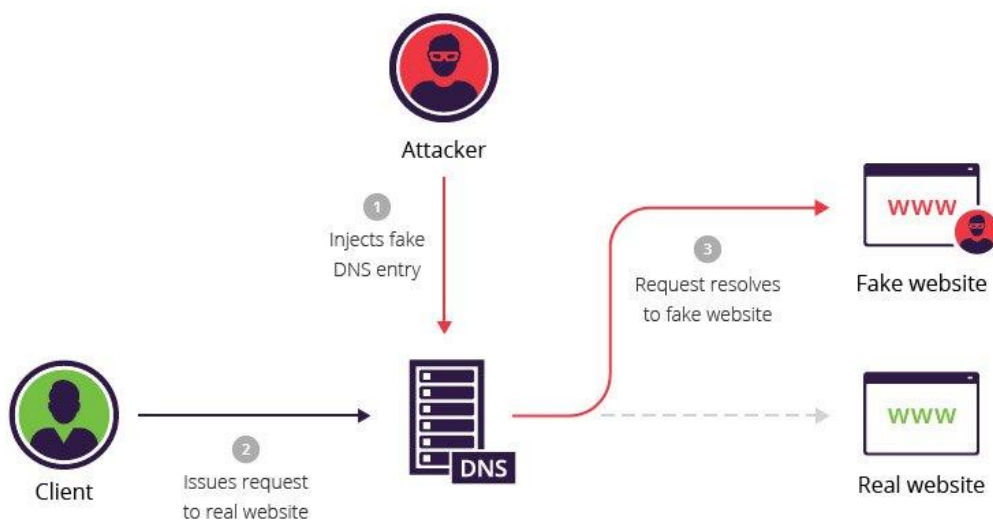 Attacker
1
Injects fake
DNS entry
www
3
Request resolves
to fake website
Fake website
DNS
www
Client
2
Issues request
to real website
Real website